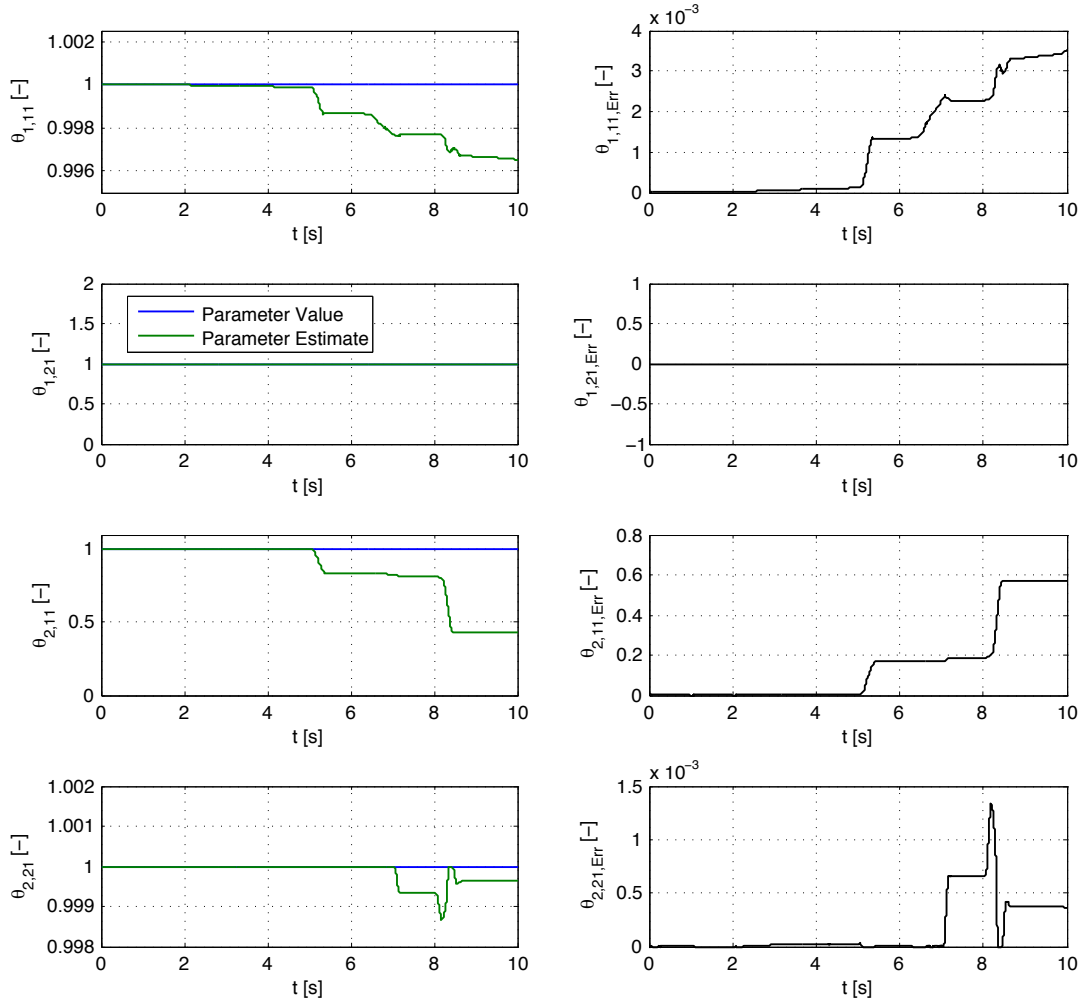 1.002
1
0.998
0.996
θ1,11 [−]
0 2 4 6 8 10
t [s]
x 10−3
4
3
2
1
0
θ1,11,Err [−]
0 2 4 6 8 10
t [s]
2
1.5
1
0.5
0
θ1,21 [−]
Parameter Value
Parameter Estimate
0 2 4 6 8 10
t [s]
1
0.5
0
−0.5
−1
θ1,21,Err [−]
0 2 4 6 8 10
t [s]
1
0.5
0
θ2,11 [−]
0 2 4 6 8 10
t [s]
0.8
0.6
0.4
0.2
0
θ2,11,Err [−]
0 2 4 6 8 10
t [s]
1.002
1.001
1
0.999
0.998
θ2,21 [−]
0 2 4 6 8 10
t [s]
x 10−3
1.5
1
0.5
0
θ2,21,Err [−]
0 2 4 6 8 10
t [s]